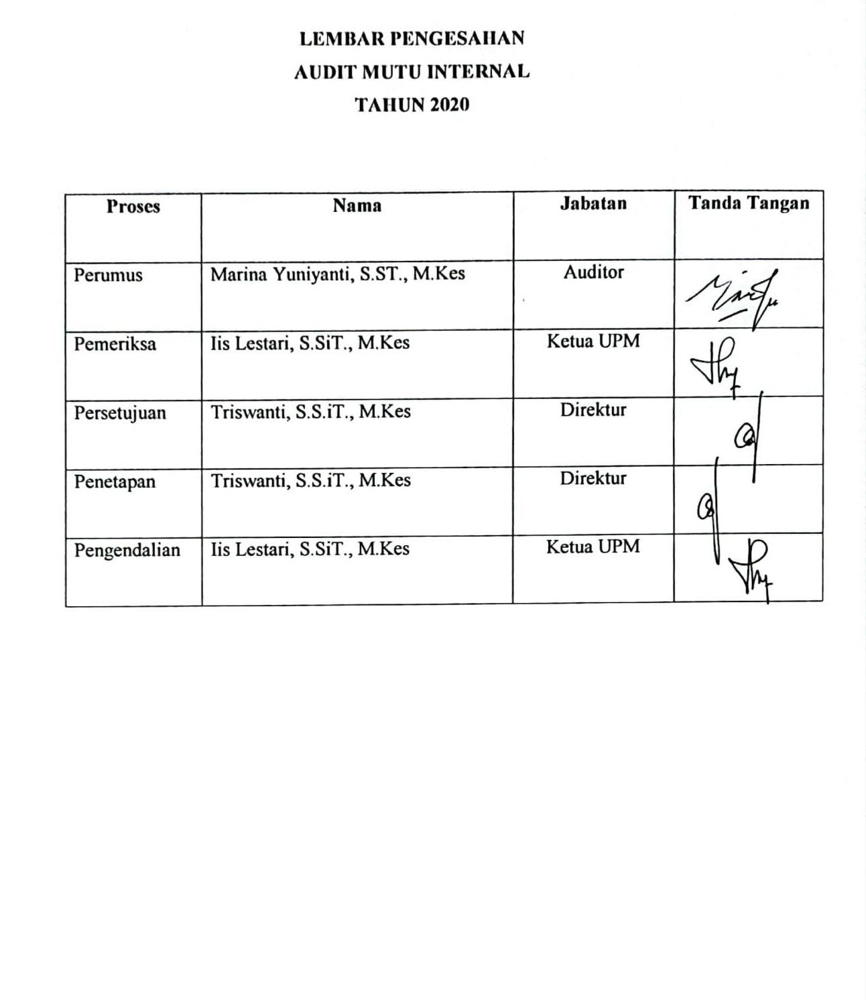 LEMBAR PENGESAHAN
AUDIT MUTU INTERNAL
TAHUN 2020
Proses Nama Jabatan Tanda Tangan
Perumus Marina Yuniyanti, S.ST., M.Kes Auditor
Pemeriksa Iis Lestari, S.SiT., M.Kes Ketua UPM
Persetujuan Triswanti, S.S.iT., M.Kes Direktur
Penetapan Triswanti, S.S.iT., M.Kes Direktur
Pengendalian Iis Lestari, S.SiT., M.Kes Ketua UPM